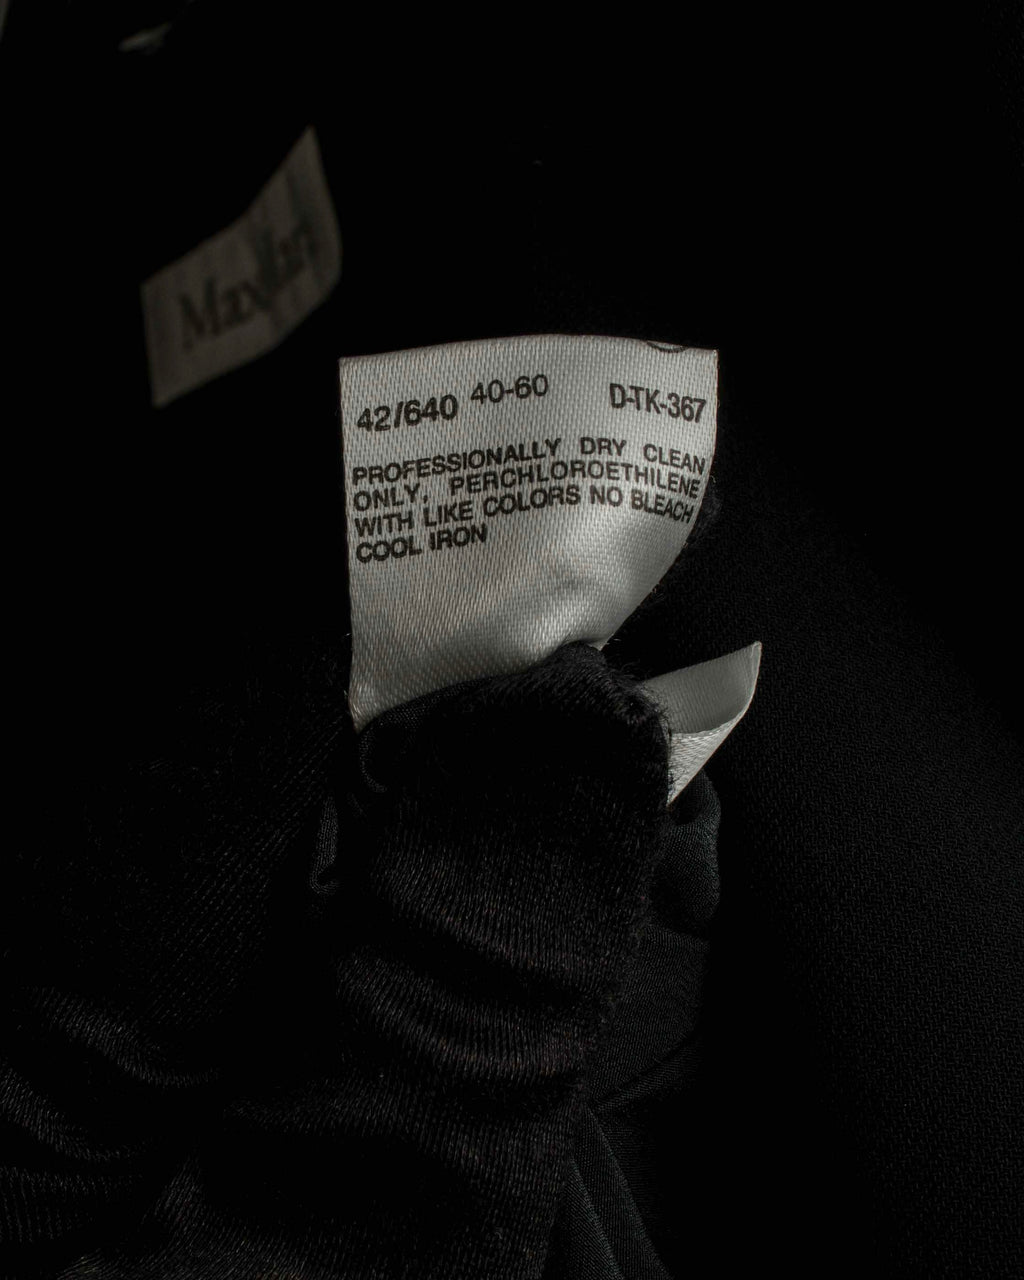 MaxMara
42/640 40-60 D-TK-367
PROFESSIONALLY DRY CLEAN
ONLY, PERCHLOROETHILENE
WITH LIKE COLORS NO BLEACH
COOL IRON